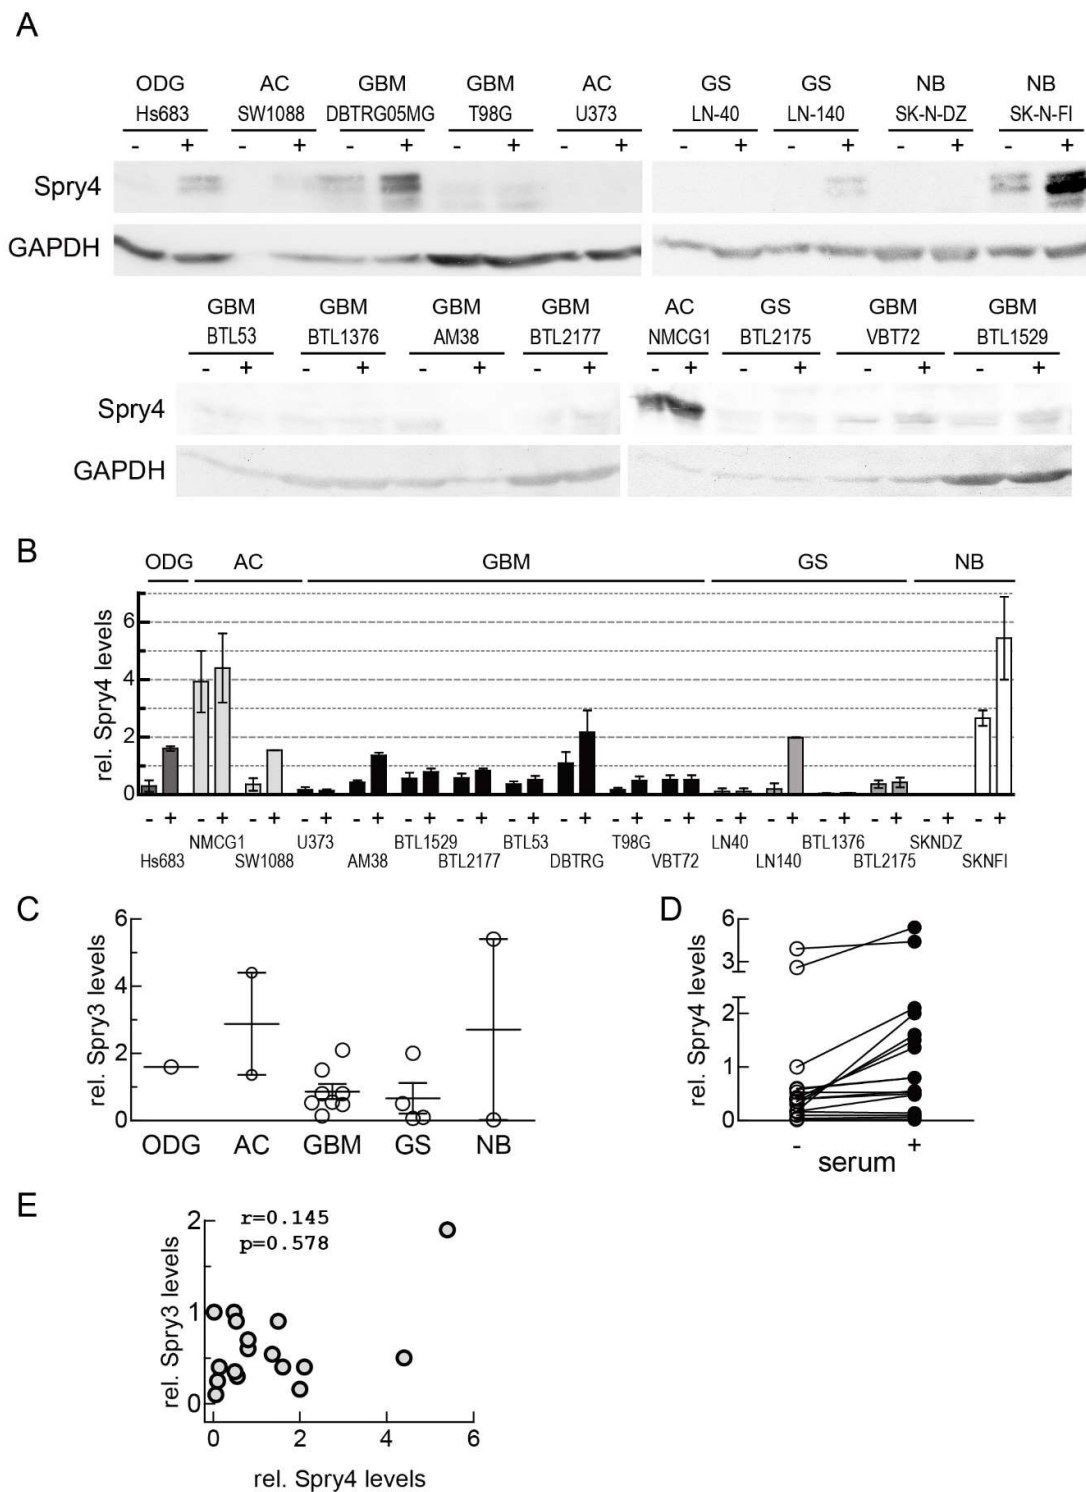 A
ODG AC GBM GBM AC GS GS NB NB
Hs683 SW1088 DBTRG05MG T98G U373 LN-40 LN-140 SK-N-DZ SK-N-FI
- + - + - + - + - + - + - + - + - +
Spry4
GAPDH
GBM GBM GBM GBM AC GS GBM GBM
BTL53 BTL1376 AM38 BTL2177 NMCG1 BTL2175 VBT72 BTL1529
- + - + - + - + - + - + - + - +
Spry4
GAPDH
B
ODG AC GBM GS NB
rel. Spry4 levels
6
4
2
0
- + - + - + - + - + - + - + - + - + - + - + - + - + - + - + - + - +
NMCG1 U373 BTL1529 BTL53 T98G LN40 BTL1376 SKNDZ
Hs683 SW1088 AM38 BTL2177 DBTRG VBT72 LN140 BTL2175 SKNFI
C
rel. Spry3 levels
6
4
2
0
ODG AC GBM GS NB
D
rel. Spry4 levels
6
3
2
1
0
- +
serum
E
r=0.145
p=0.578
rel. Spry3 levels
2
1
0
0 2 4 6
rel. Spry4 levels